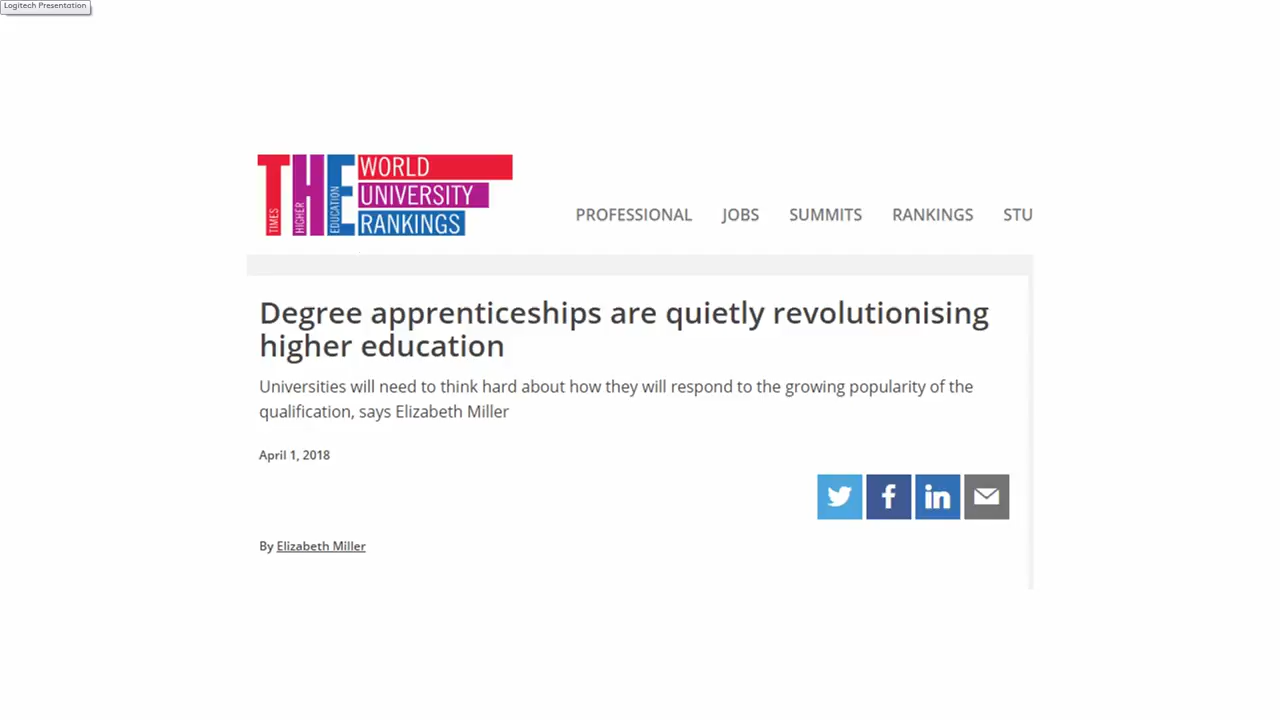 Logitech Presentation
TIMES HIGHER EDUCATION
THE
WORLD
UNIVERSITY
RANKINGS
PROFESSIONAL JOBS SUMMITS RANKINGS STU
Degree apprenticeships are quietly revolutionising
higher education
Universities will need to think hard about how they will respond to the growing popularity of the
qualification, says Elizabeth Miller
April 1, 2018
By Elizabeth Miller